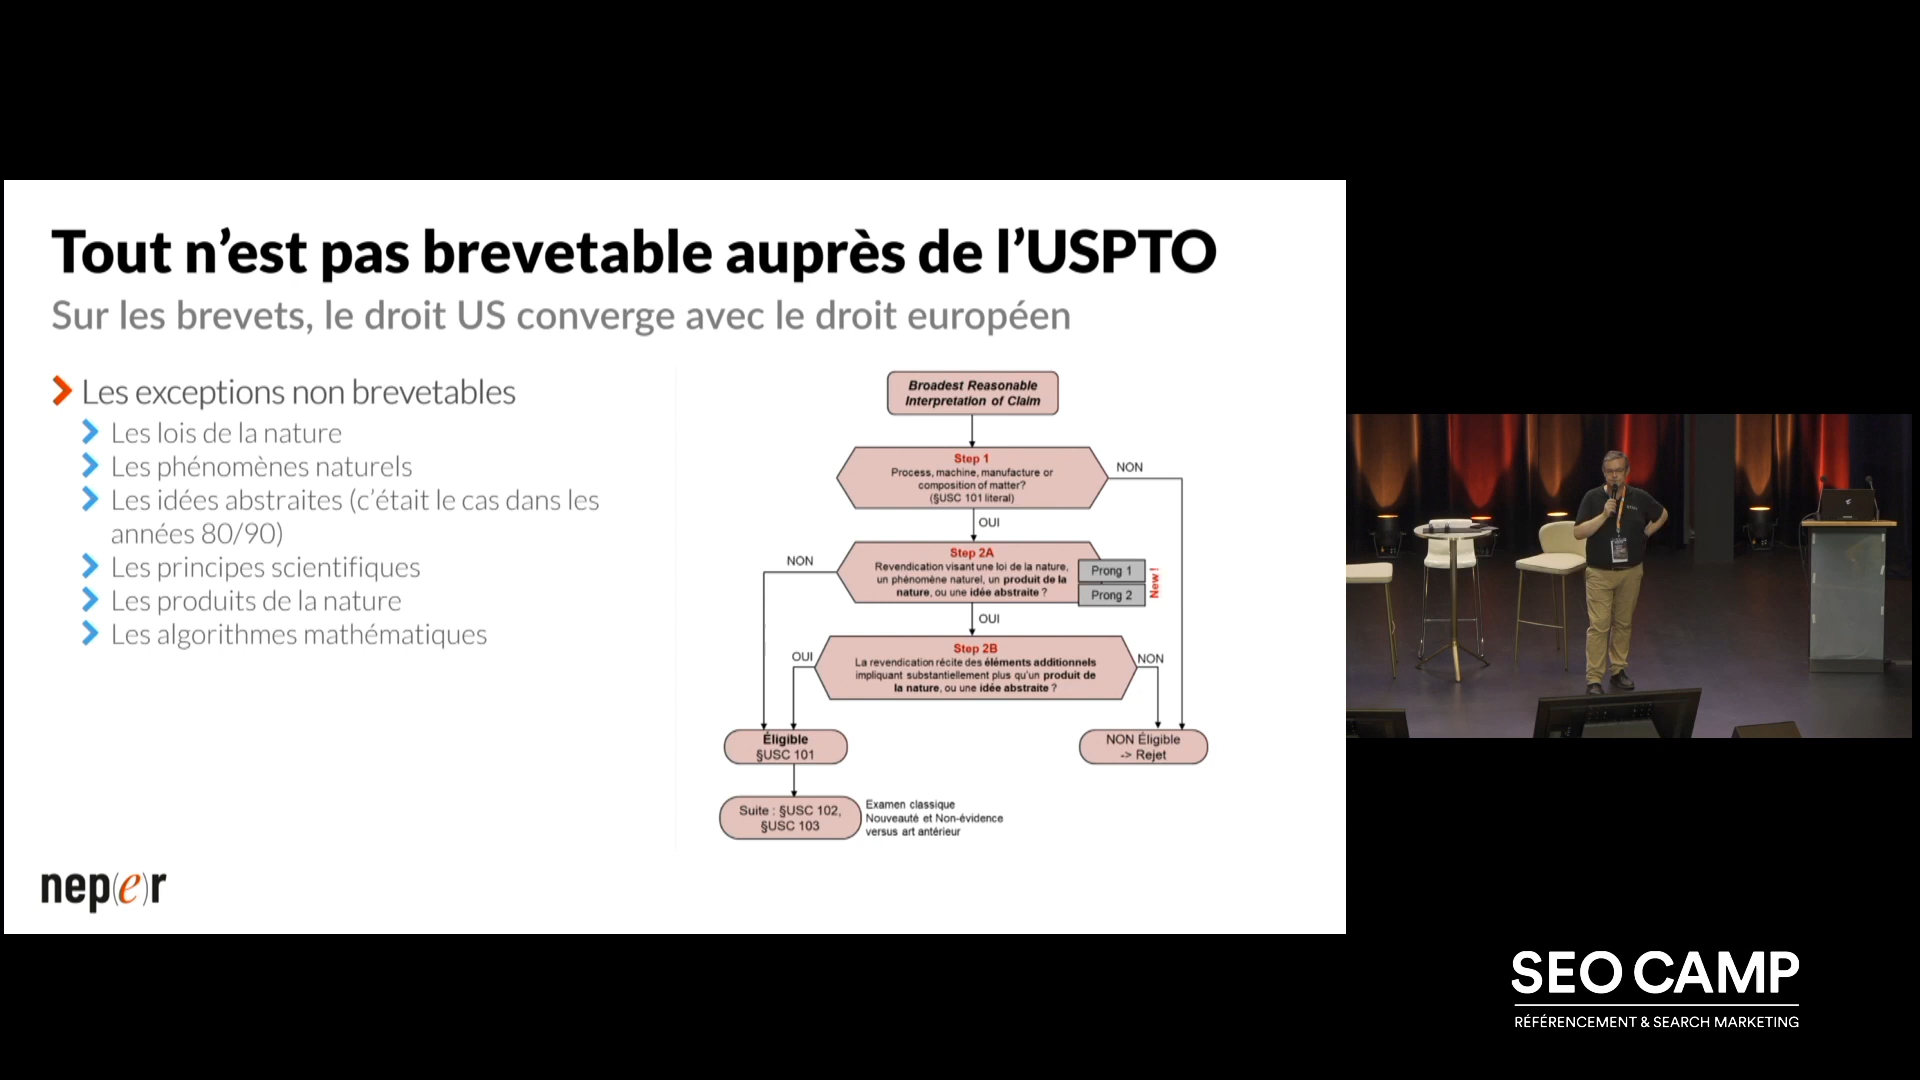 Tout n'est pas brevetable auprès de l'USPTO
Sur les brevets, le droit US converge avec le droit européen
Les exceptions non brevetables
Les lois de la nature
Les phénomènes naturels
Les idées abstraites (c'était le cas dans les
années 80/90)
Les principes scientifiques
Les produits de la nature
Les algorithmes mathématiques
Broadest Reasonable
Interpretation of Claim
Step 1
Process, machine, manufacture or
composition of matter?
(§USC 101 literal)
NON
OUI
Step 2A
Revendication visant une loi de la nature,
un phénomène naturel, un produit de la
nature, ou une idée abstraite ?
NON
Prong 1
Prong 2
New!
OUI
Step 2B
La revendication récite des éléments additionnels
impliquant substantiellement plus qu'un produit de
la nature, ou une idée abstraite ?
OUI
NON
Éligible
§USC 101
NON Éligible
-> Rejet
Suite : §USC 102,
§USC 103
Examen classique
Nouveauté et Non-évidence
versus art antérieur
nep(e)r
SEO CAMP
RÉFÉRENCEMENT & SEARCH MARKETING